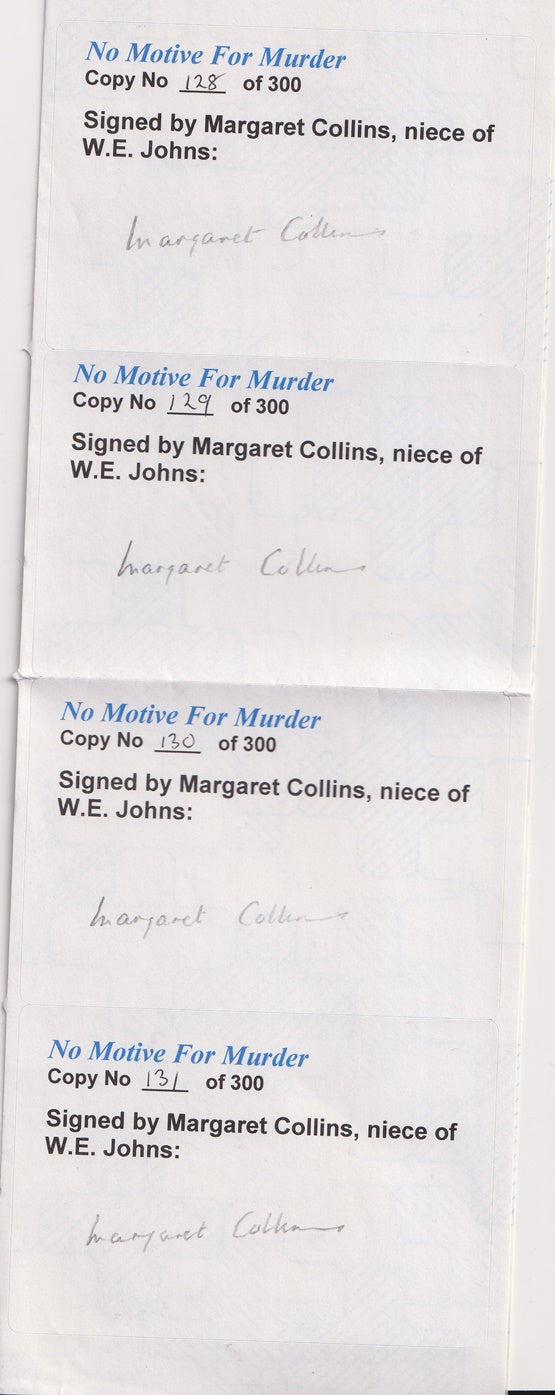 No Motive For Murder
Copy No 128 of 300
Signed by Margaret Collins, niece of
W.E. Johns:
Margaret Collins
No Motive For Murder
Copy No 129 of 300
Signed by Margaret Collins, niece of
W.E. Johns:
Margaret Collins
No Motive For Murder
Copy No 130 of 300
Signed by Margaret Collins, niece of
W.E. Johns:
Margaret Collins
No Motive For Murder
Copy No 131 of 300
Signed by Margaret Collins, niece of
W.E. Johns:
Margaret Collins